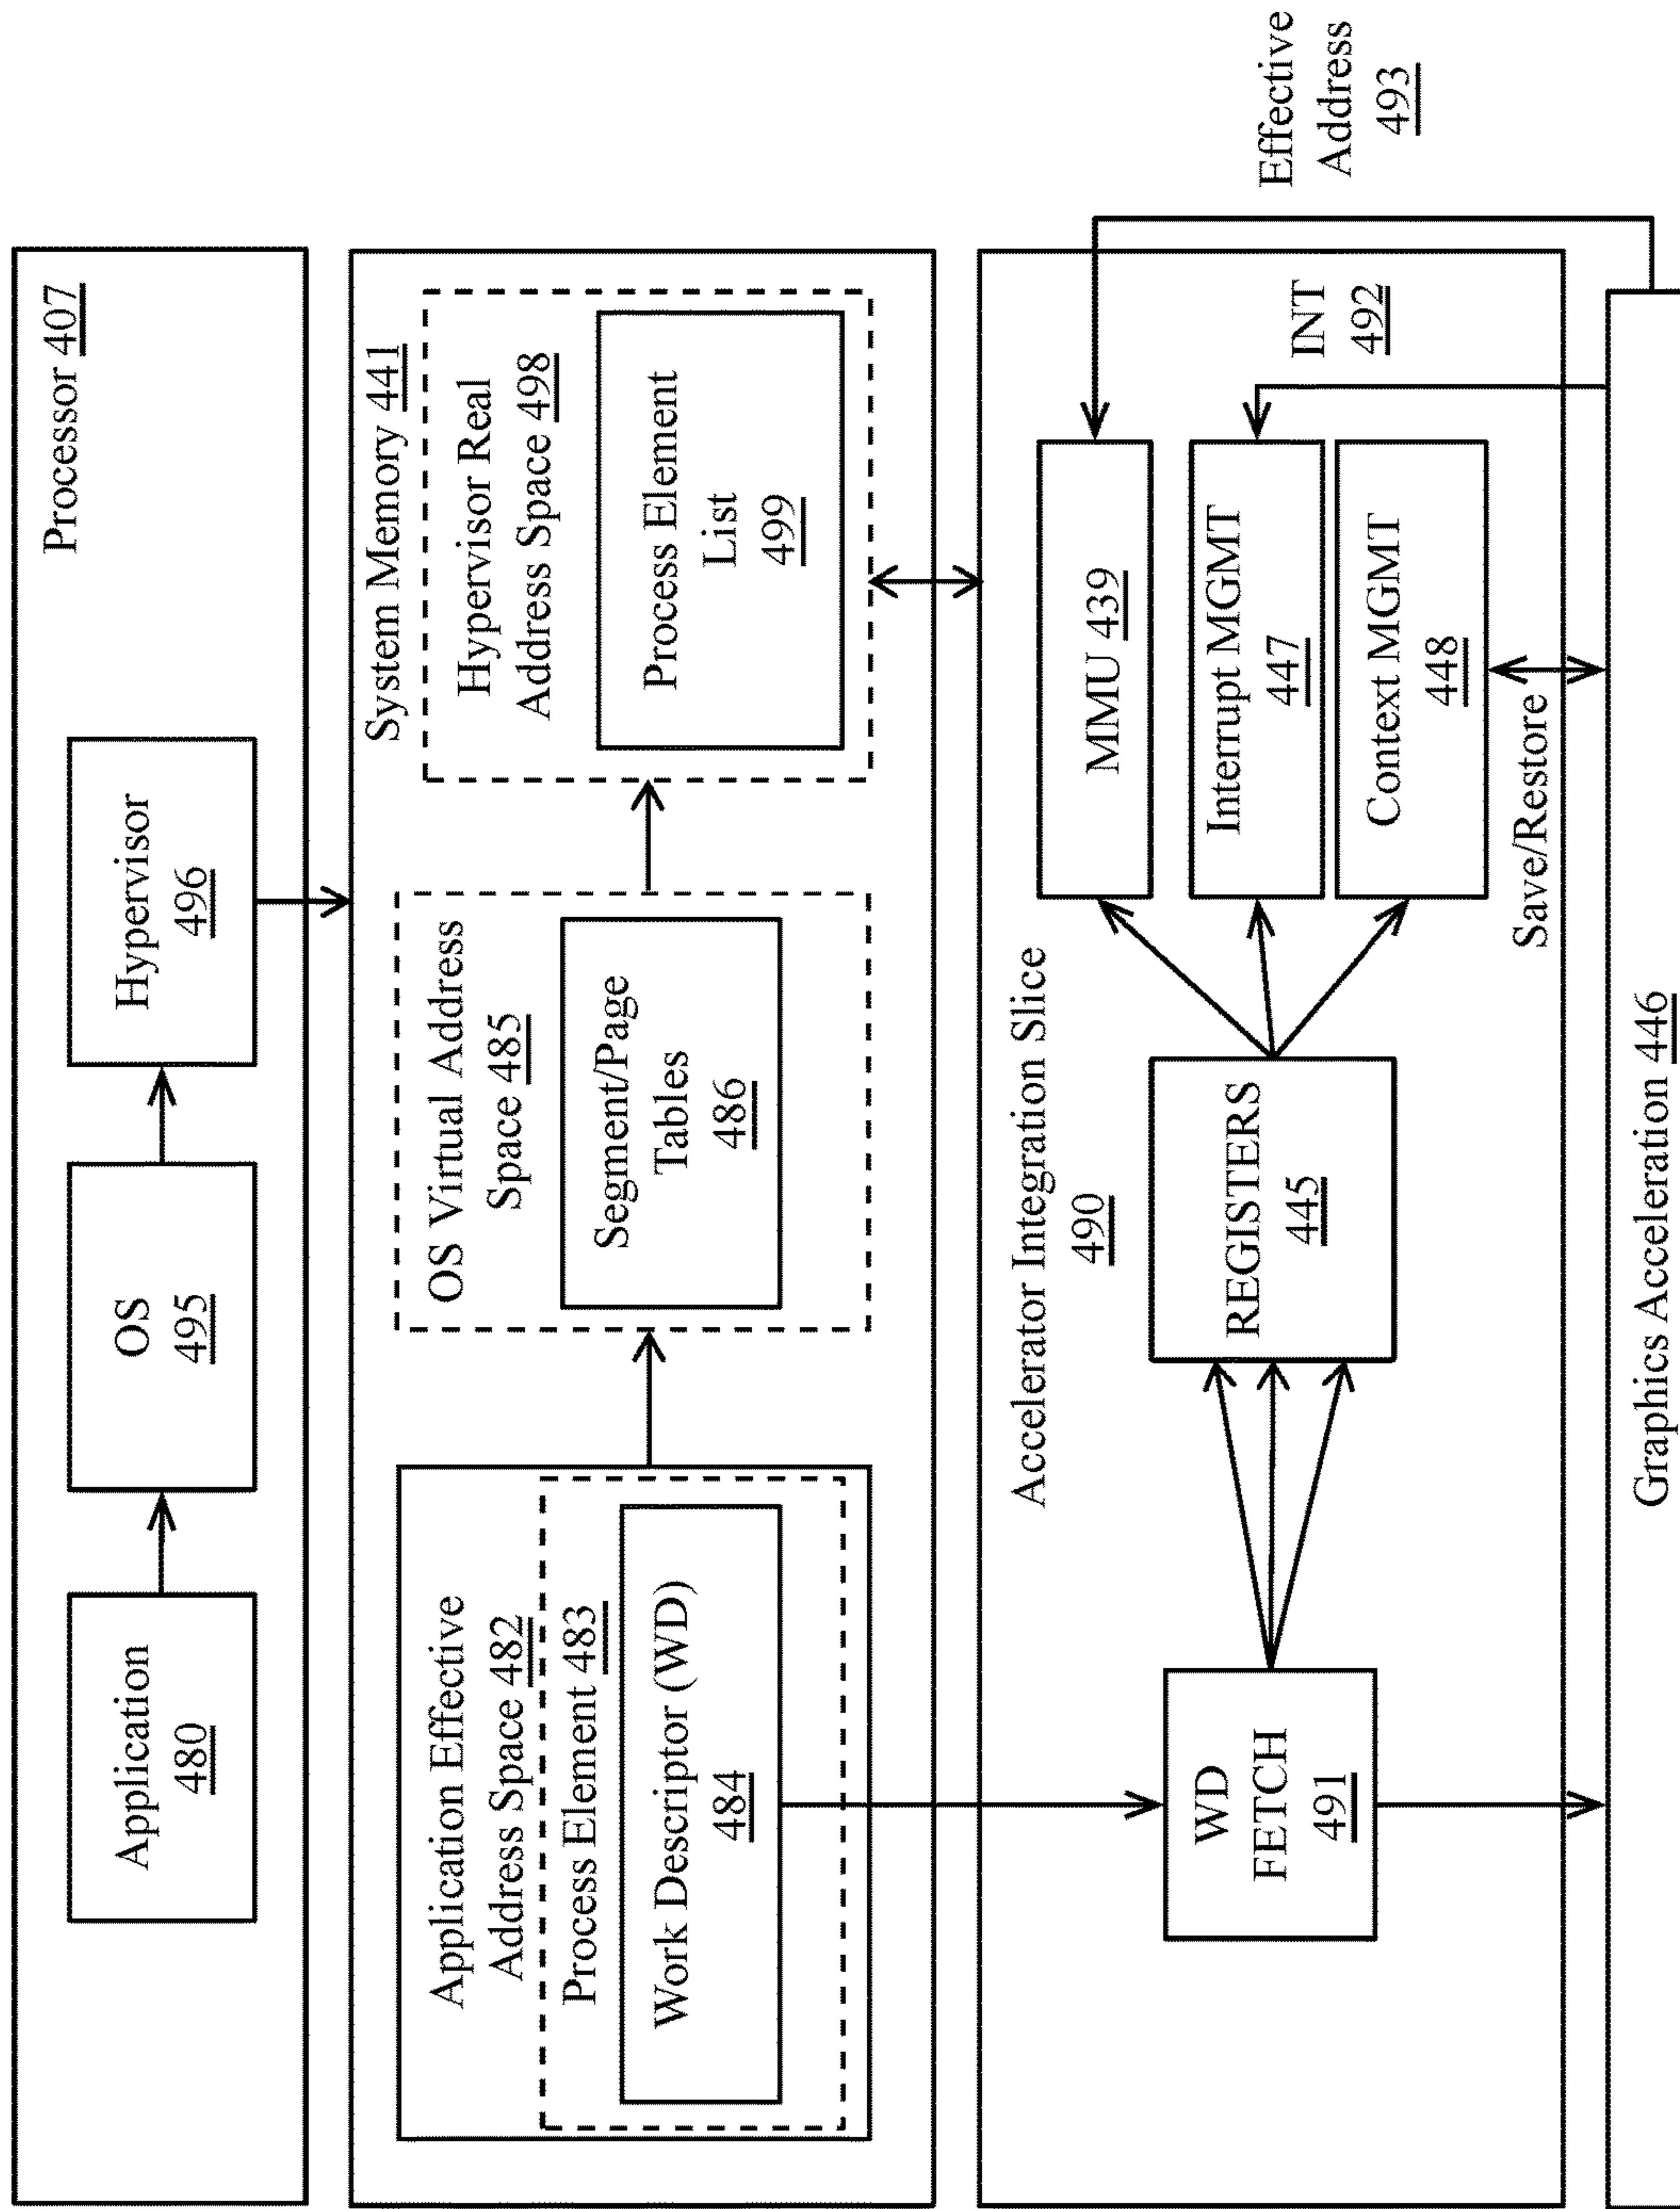 Processor 407
Application
480
OS
495
Hypervisor
496
System Memory 441
Application Effective
Address Space 482
Process Element 483
Work Descriptor (WD)
484
OS Virtual Address
Space 485
Segment/Page
Tables
486
Hypervisor Real
Address Space 498
Process Element
List
499
Accelerator Integration Slice
490
WD
FETCH
491
REGISTERS
445
MMU 439
Interrupt MGMT
447
Context MGMT
448
INT
492
Effective
Address
493
Save/Restore
Graphics Acceleration 446